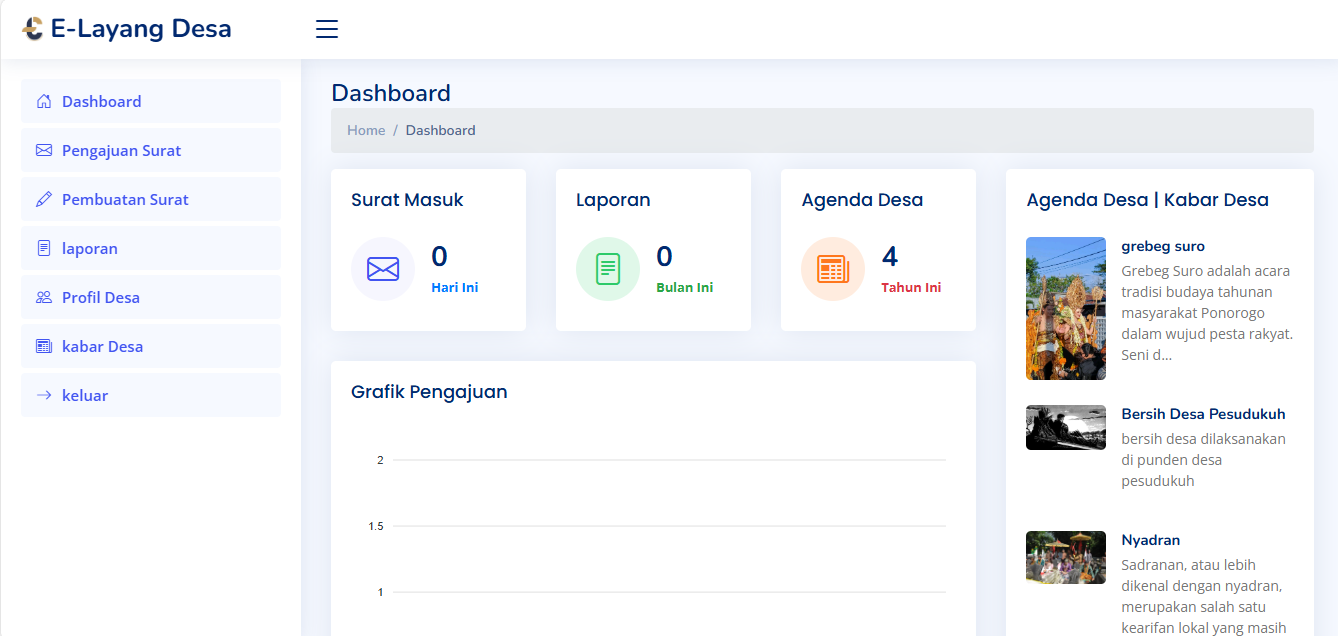 E-Layang Desa
Dashboard
Pengajuan Surat
Pembuatan Surat
laporan
Profil Desa
kabar Desa
keluar
Dashboard
Home / Dashboard
Surat Masuk
0
Hari Ini
Laporan
0
Bulan Ini
Agenda Desa
4
Tahun Ini
Grafik Pengajuan
2
1.5
1
Agenda Desa | Kabar Desa
grebeg suro
Grebeg Suro adalah acara
tradisi budaya tahunan
masyarakat Ponorogo
dalam wujud pesta rakyat.
Seni d...
Bersih Desa Pesudukuh
bersih desa dilaksanakan
di punden desa
pesudukuh
Nyadran
Sadranan, atau lebih
dikenal dengan nyadran,
merupakan salah satu
kearifan lokal yang masih